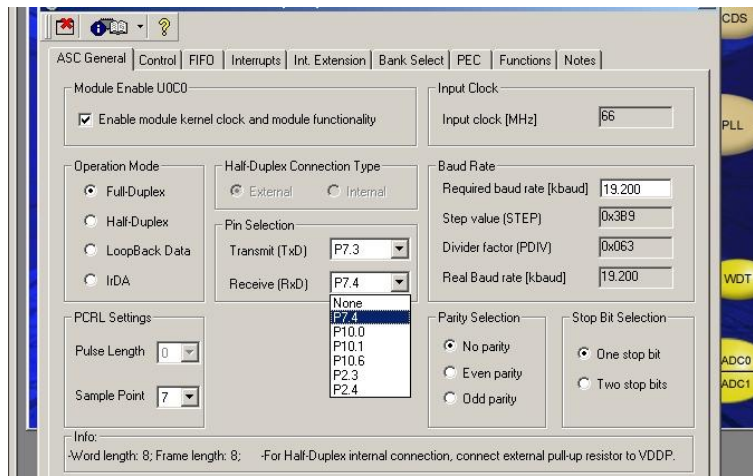 ASC General Control FIFO Interrupts Int. Extension Bank Select PEC Functions Notes
Module Enable U0C0
Enable module kernel clock and module functionality
Input Clock
Input clock [MHz] 66
Operation Mode
Full-Duplex
Half-Duplex
LoopBack Data
IrDA
Half-Duplex Connection Type
External Internal
Pin Selection
Transmit (TxD) P7.3
Receive (RxD) P7.4
None
P7.4
P10.0
P10.1
P10.6
P2.3
P2.4
Baud Rate
Required baud rate [kbaud] 19.200
Step value (STEP) 0x3B9
Divider factor (PDIV) 0x063
Real Baud rate [kbaud] 19.200
PCRL Settings
Pulse Length 0
Sample Point 7
Parity Selection
No parity
Even parity
Odd parity
Stop Bit Selection
One stop bit
Two stop bits
Info:
-Word length: 8; Frame length: 8; -For Half-Duplex internal connection, connect external pull-up resistor to VDDP.
CDS
PLL
WDT
ADC0
ADC1